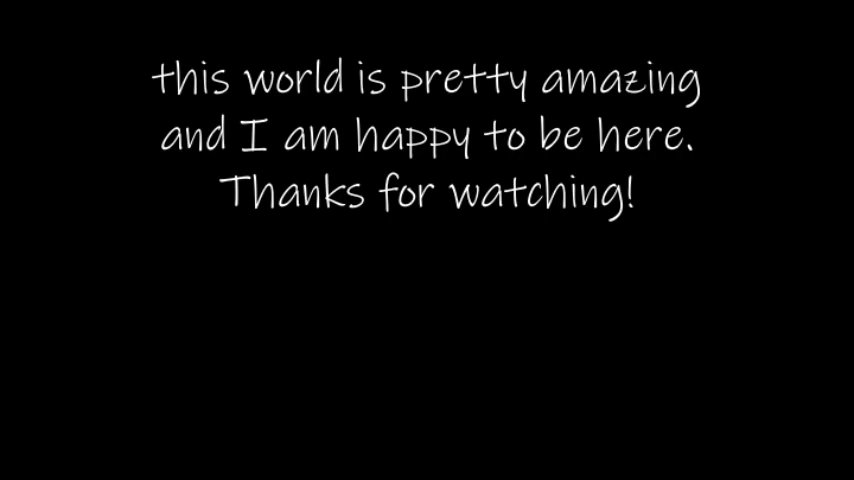 this world is pretty amazing
and I am happy to be here.
Thanks for watching!